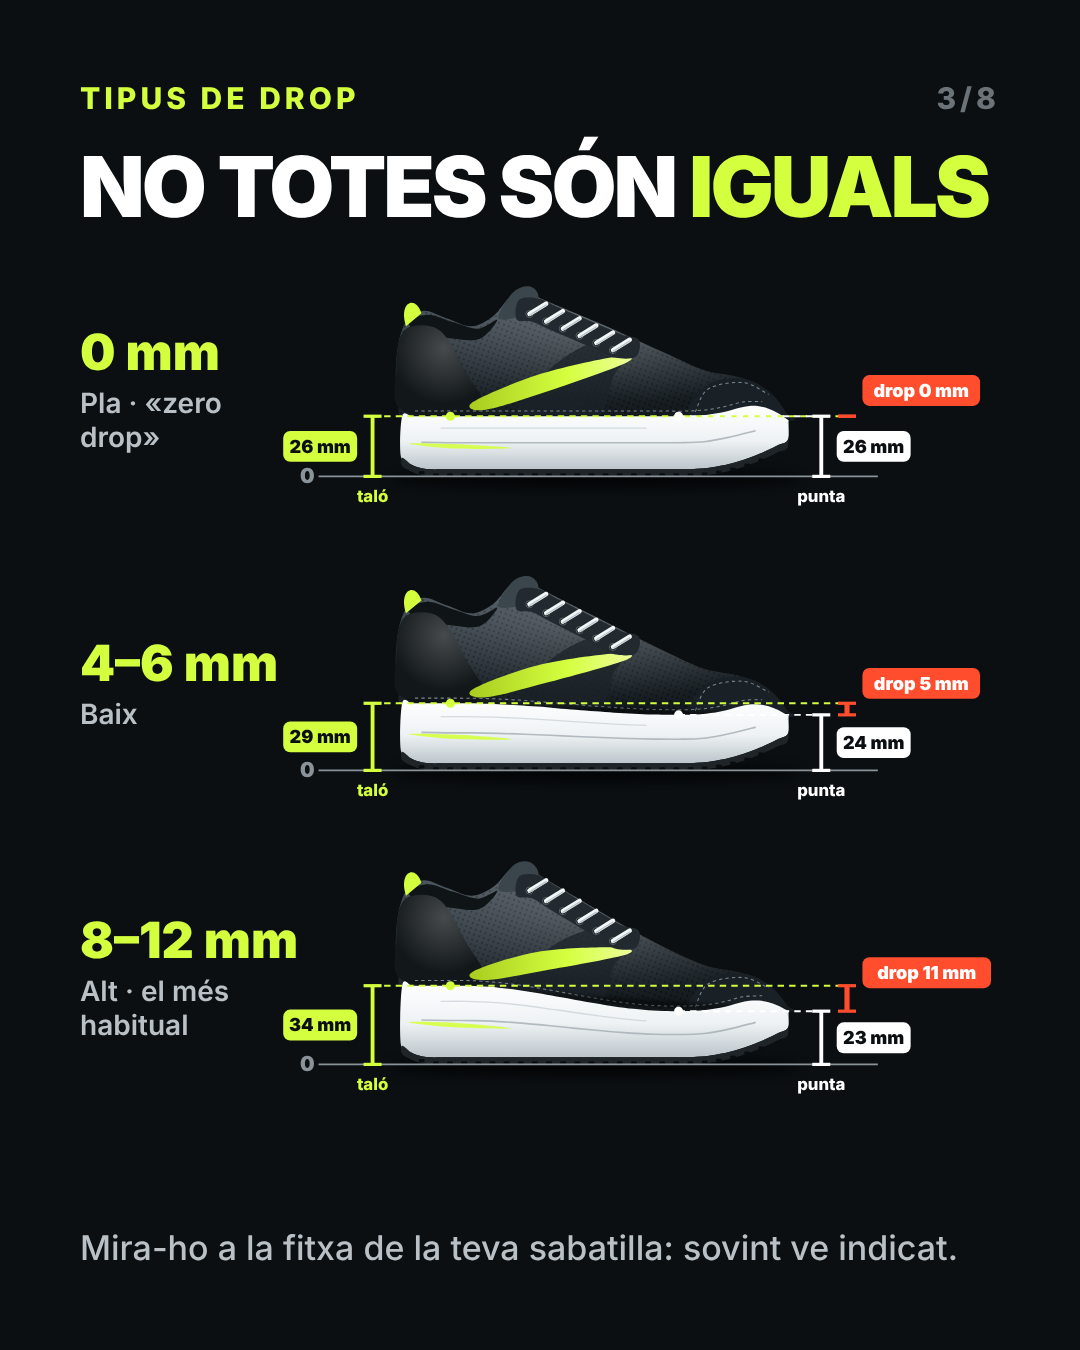 TIPUS DE DROP
3/8
NO TOTES SÓN IGUALS
0 mm
Pla · «zero
drop»
drop 0 mm
26 mm
26 mm
0
taló
punta
4–6 mm
Baix
drop 5 mm
29 mm
24 mm
0
taló
punta
8–12 mm
Alt · el més
habitual
drop 11 mm
34 mm
23 mm
0
taló
punta
Mira-ho a la fitxa de la teva sabatilla: sovint ve indicat.